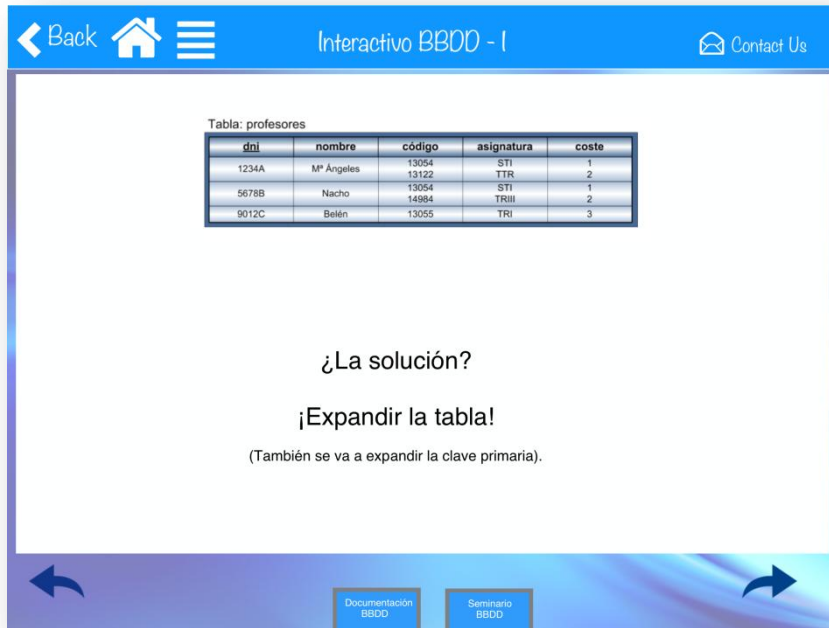 Back
Interactivo BBDD - I
Contact Us
Tabla: profesores
dni nombre código asignatura coste
1234A Mª Ángeles 13054 STI 1
13122 TTR 2
5678B Nacho 13054 STI 1
14984 TRIII 2
9012C Belén 13055 TRI 3
¿La solución?
¡Expandir la tabla!
(También se va a expandir la clave primaria).
Documentación
BBDD
Seminario
BBDD